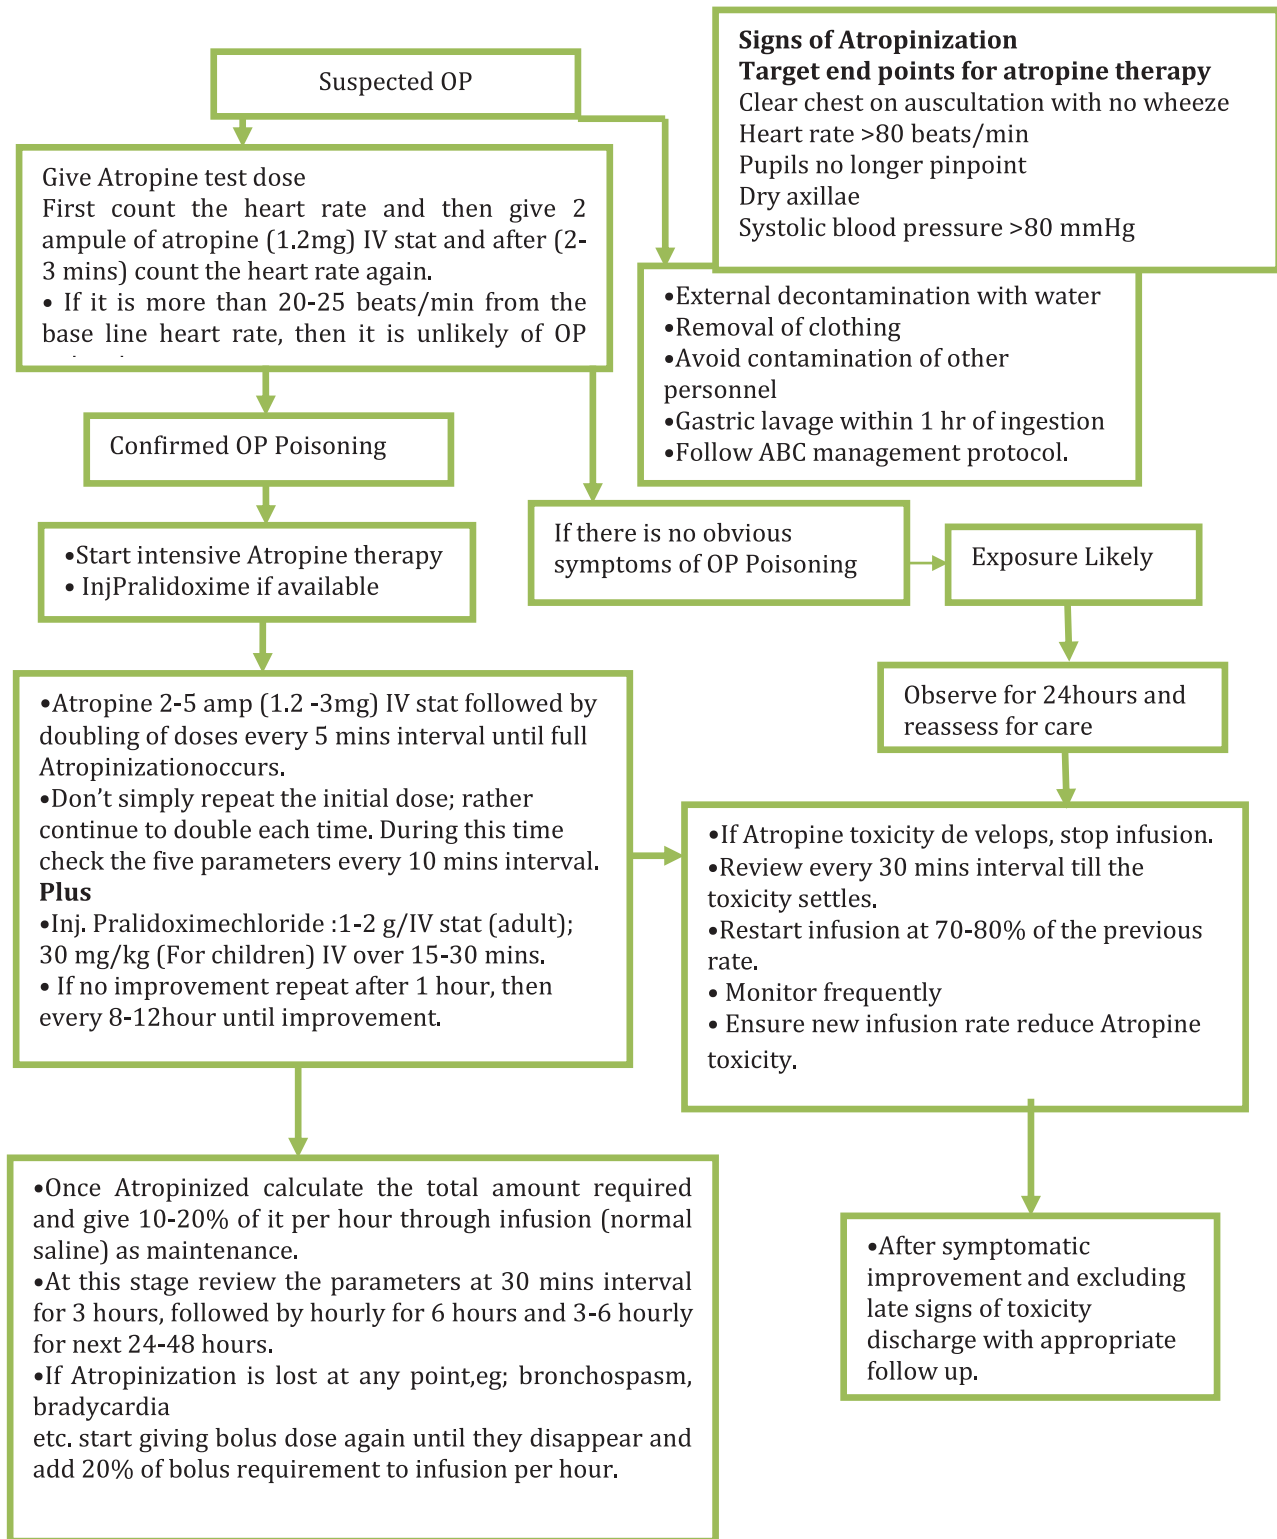 Suspected OP
Signs of Atropinization
Target end points for atropine therapy
Clear chest on auscultation with no wheeze
Heart rate >80 beats/min
Pupils no longer pinpoint
Dry axillae
Systolic blood pressure >80 mmHg
Give Atropine test dose
First count the heart rate and then give 2
ampule of atropine (1.2mg) IV stat and after (2-
3 mins) count the heart rate again.
• If it is more than 20-25 beats/min from the
base line heart rate, then it is unlikely of OP
•External decontamination with water
•Removal of clothing
•Avoid contamination of other
personnel
•Gastric lavage within 1 hr of ingestion
•Follow ABC management protocol.
Confirmed OP Poisoning
•Start intensive Atropine therapy
• InjPralidoxime if available
If there is no obvious
symptoms of OP Poisoning
Exposure Likely
Observe for 24hours and
reassess for care
•Atropine 2-5 amp (1.2 -3mg) IV stat followed by
doubling of doses every 5 mins interval until full
Atropinizationoccurs.
•Don't simply repeat the initial dose; rather
continue to double each time. During this time
check the five parameters every 10 mins interval.
Plus
•Inj. Pralidoximechloride :1-2 g/IV stat (adult);
30 mg/kg (For children) IV over 15-30 mins.
• If no improvement repeat after 1 hour, then
every 8-12hour until improvement.
•If Atropine toxicity de velops, stop infusion.
•Review every 30 mins interval till the
toxicity settles.
•Restart infusion at 70-80% of the previous
rate.
• Monitor frequently
• Ensure new infusion rate reduce Atropine
toxicity.
•Once Atropinized calculate the total amount required
and give 10-20% of it per hour through infusion (normal
saline) as maintenance.
•At this stage review the parameters at 30 mins interval
for 3 hours, followed by hourly for 6 hours and 3-6 hourly
for next 24-48 hours.
•If Atropinization is lost at any point,eg; bronchospasm,
bradycardia
etc. start giving bolus dose again until they disappear and
add 20% of bolus requirement to infusion per hour.
•After symptomatic
improvement and excluding
late signs of toxicity
discharge with appropriate
follow up.